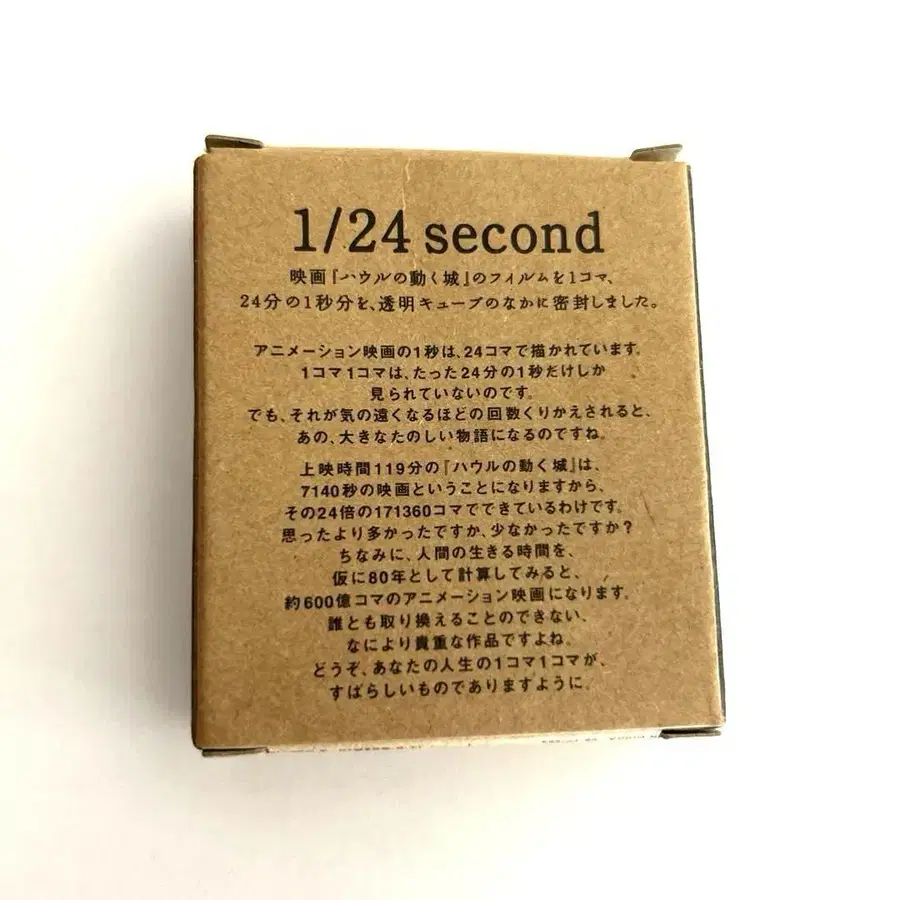 1/24 second
映画『ハウルの動く城』のフィルムを1コマ、
24分の1秒分を、透明キューブのなかに密封しました。
アニメーション映画の1秒は、24コマで描かれています。
1コマ1コマは、たった24分の1秒だけしか
見られていないのです。
でも、それが気の遠くなるほどの回数くりかえされると、
あの、大きなたのしい物語になるのですね。
上映時間119分の『ハウルの動く城』は、
7140秒の映画ということになりますから、
その24倍の171360コマでできているわけです。
思ったより多かったですか、少なかったですか？
ちなみに、人間の生きる時間を、
仮に80年として計算してみると、
約600億コマのアニメーション映画になります。
誰とも取り換えることのできない、
なにより貴重な作品ですよね。
どうぞ、あなたの人生の1コマ1コマが、
すばらしいものでありますように。